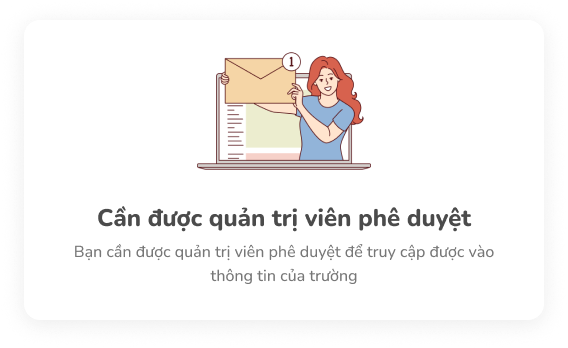 1
Cần được quản trị viên phê duyệt
Bạn cần được quản trị viên phê duyệt để truy cập được vào
thông tin của trường